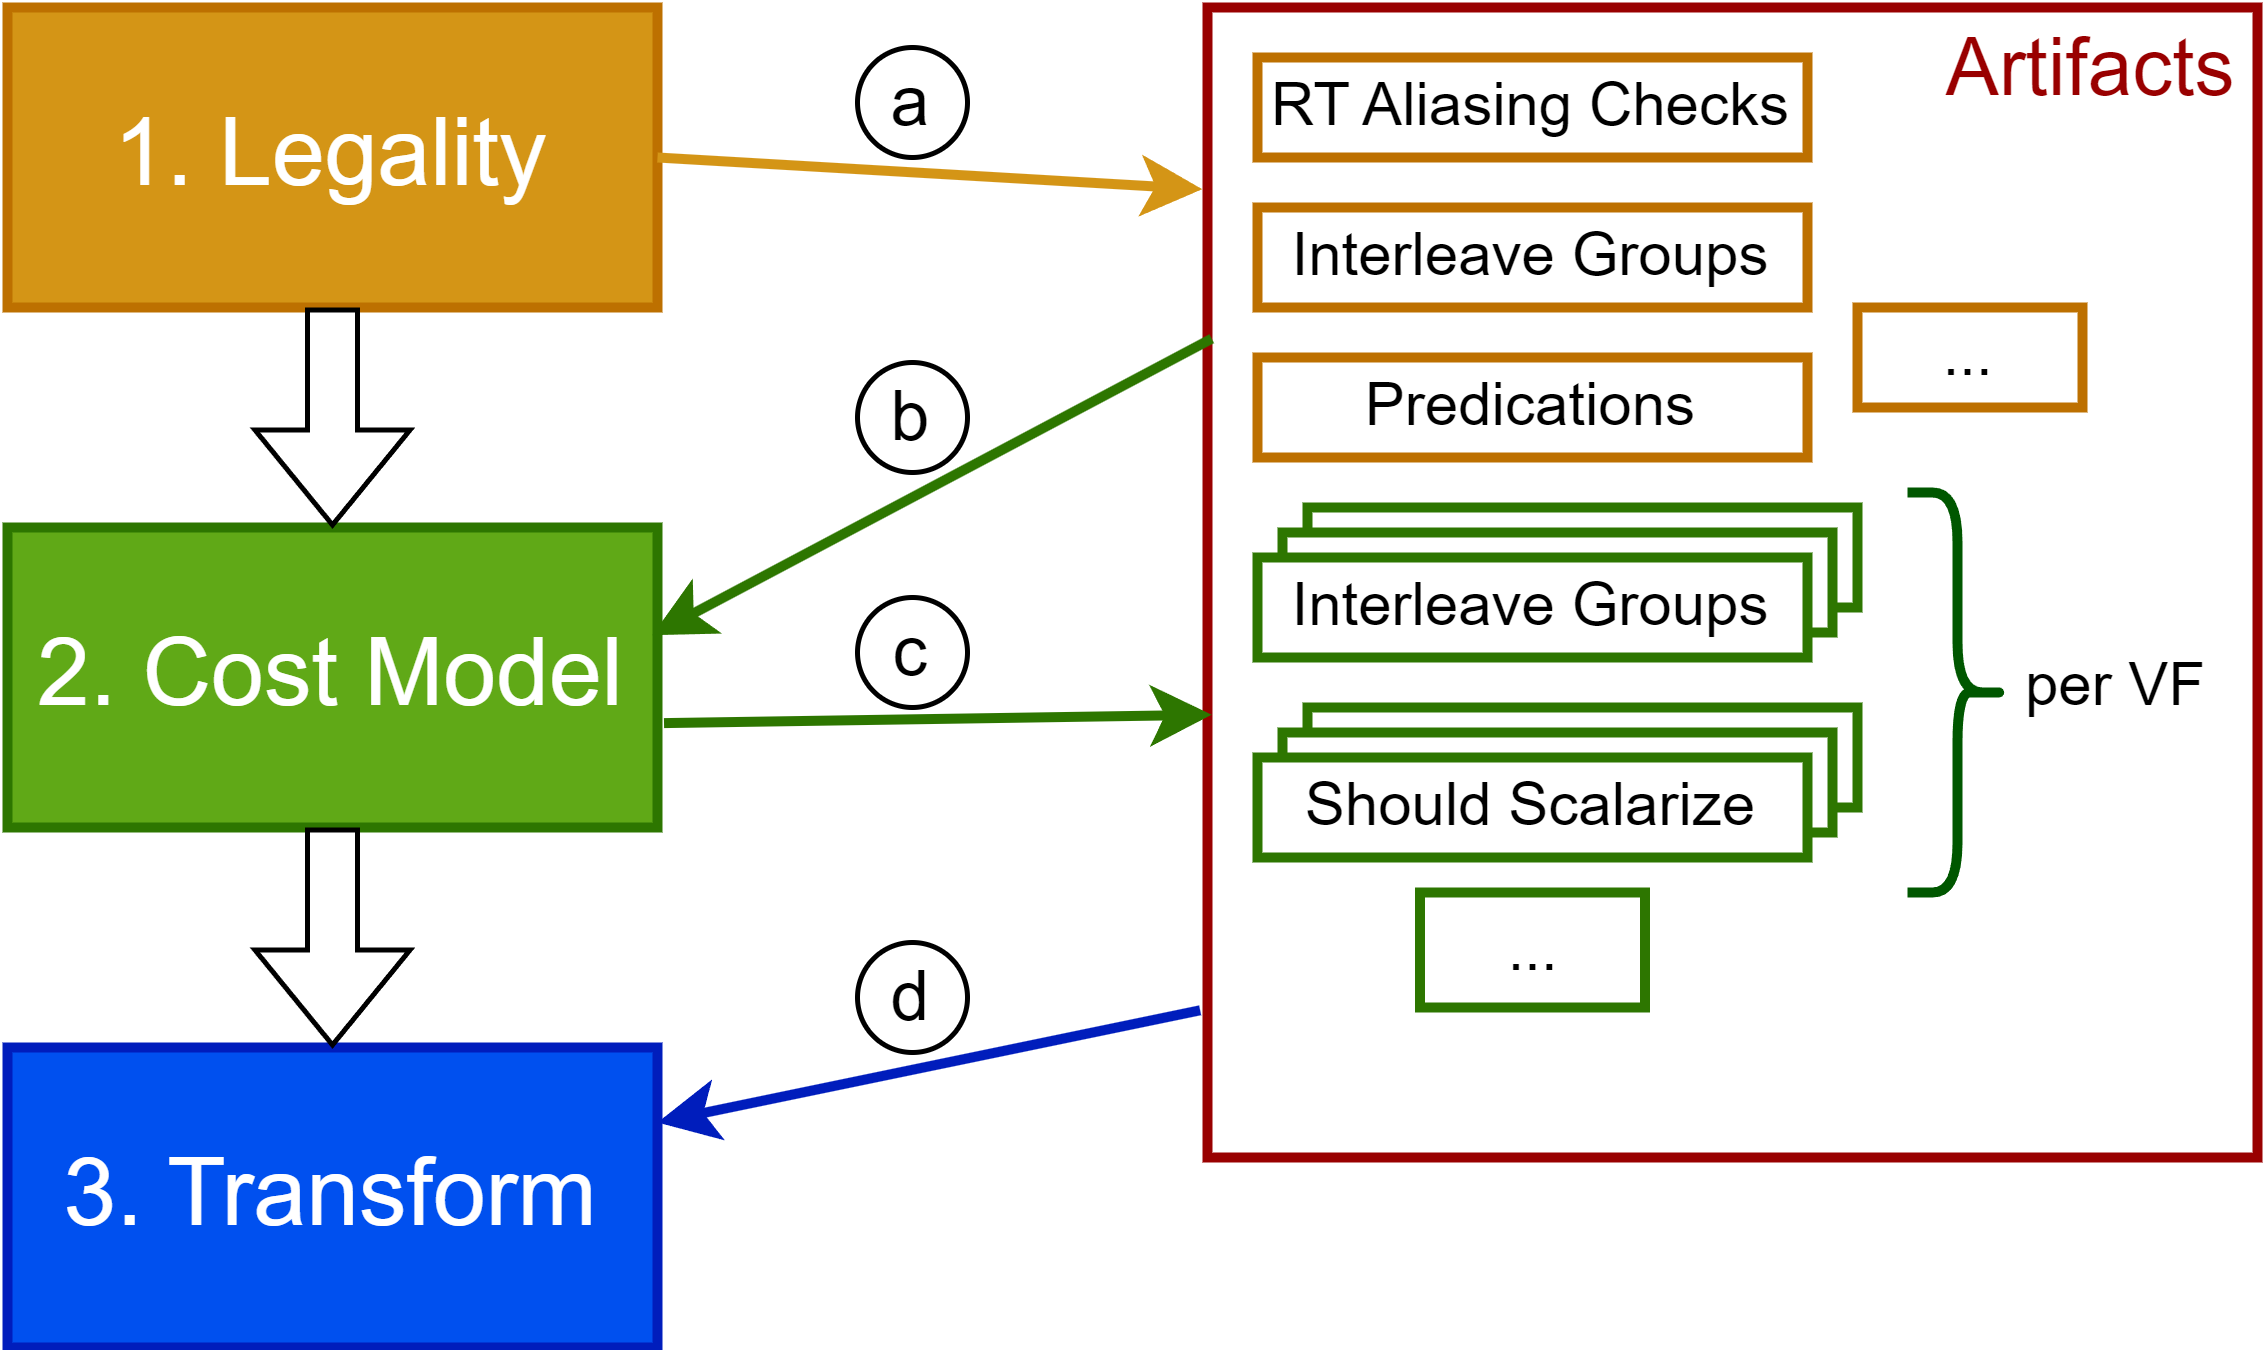 1. Legality
2. Cost Model
3. Transform
a
b
c
d
Artifacts
RT Aliasing Checks
Interleave Groups
Predications
...
Interleave Groups
Should Scalarize
...
per VF